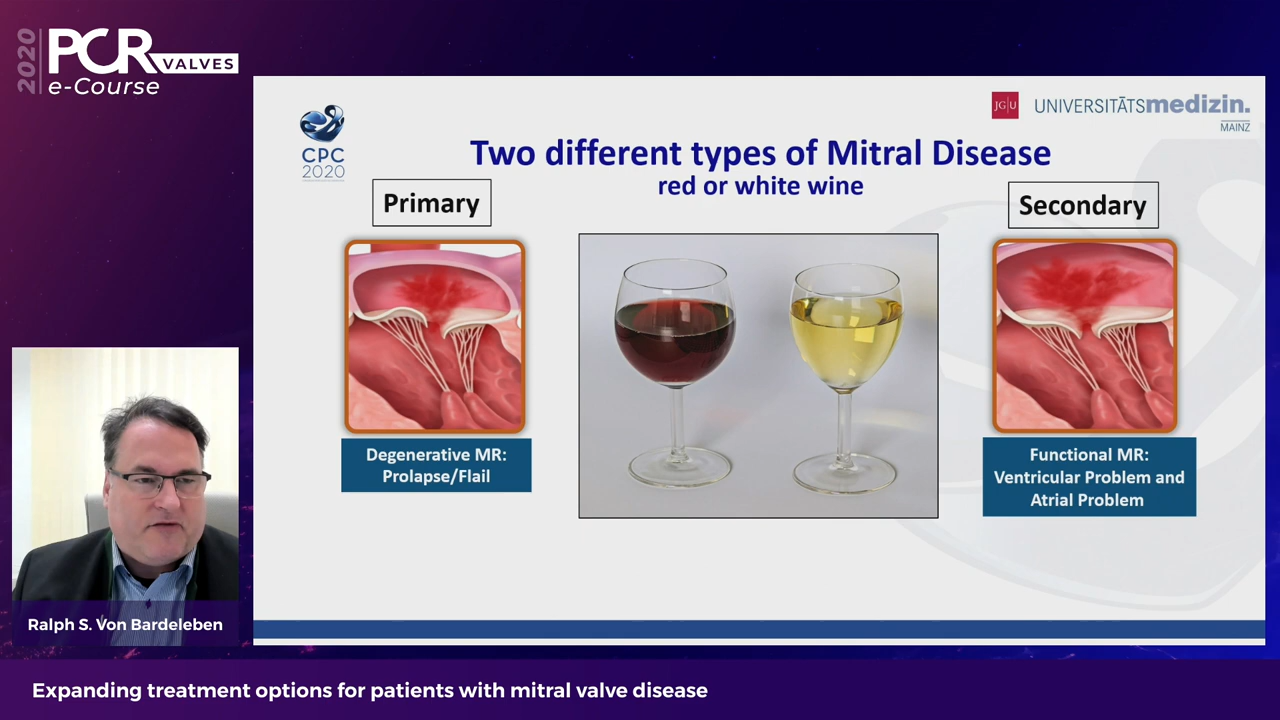 2020
PCR
VALVES
e-Course
CPC
2020
JG|U
UNIVERSITĀTSmedizin.
MAINZ
Two different types of Mitral Disease
red or white wine
Primary
Secondary
Degenerative MR:
Prolapse/Flail
Functional MR:
Ventricular Problem and
Atrial Problem
Ralph S. Von Bardeleben
Expanding treatment options for patients with mitral valve disease